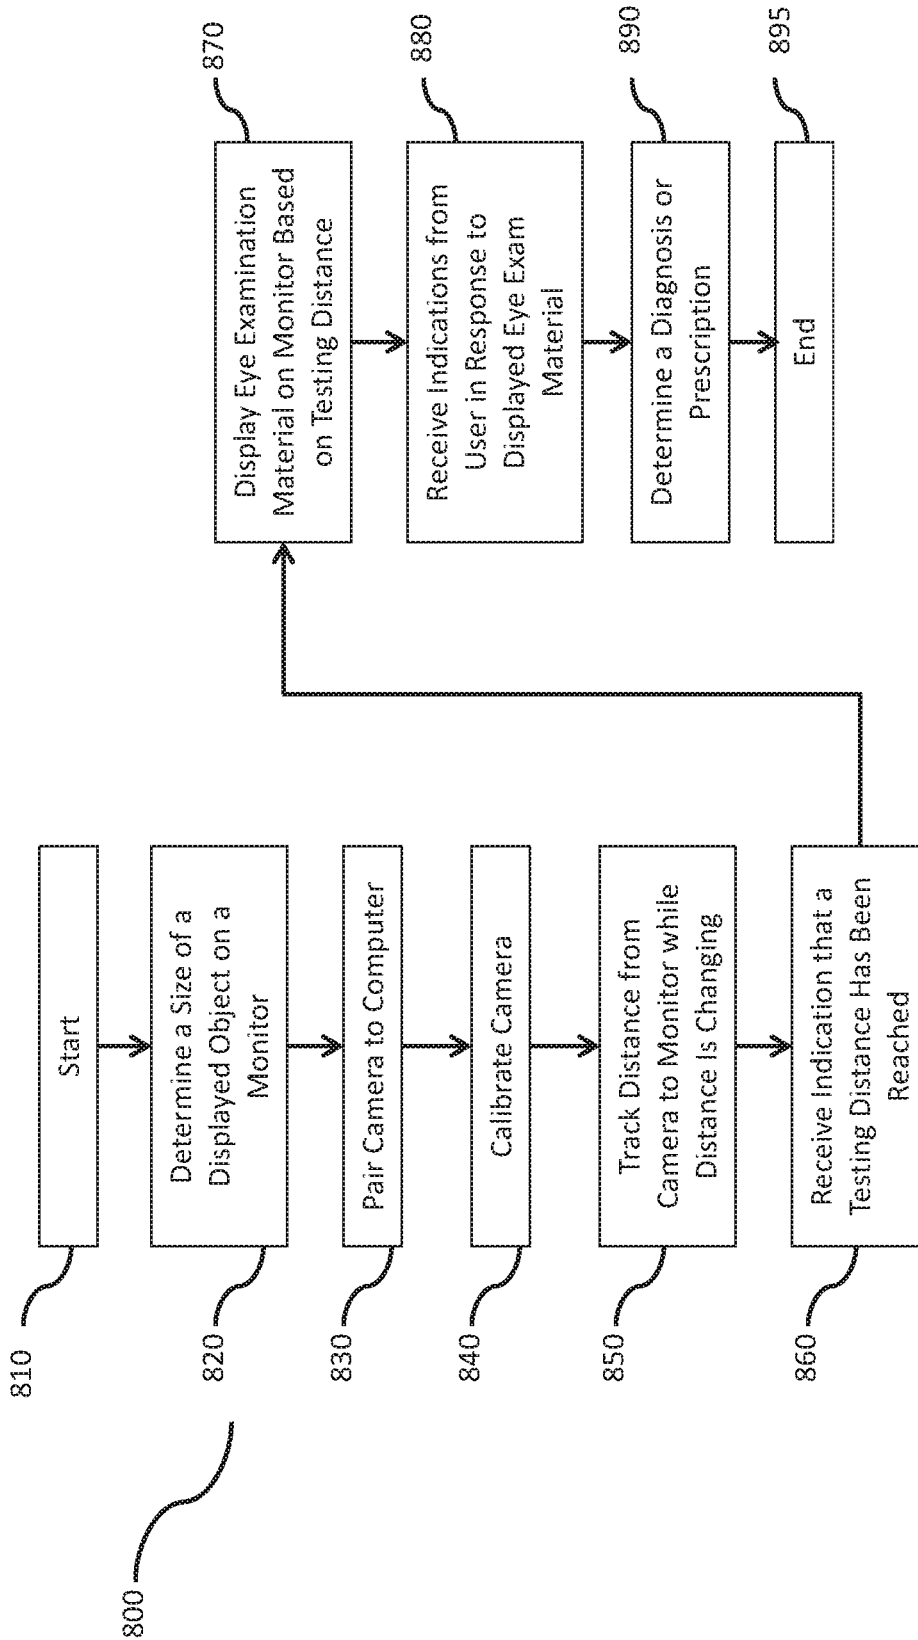 800
810
Start
820
Determine a Size of a
Displayed Object on a
Monitor
830
Pair Camera to Computer
840
Calibrate Camera
850
Track Distance from
Camera to Monitor while
Distance Is Changing
860
Receive Indication that a
Testing Distance Has Been
Reached
870
Display Eye Examination
Material on Monitor Based
on Testing Distance
880
Receive Indications from
User in Response to
Displayed Eye Exam
Material
890
Determine a Diagnosis or
Prescription
895
End